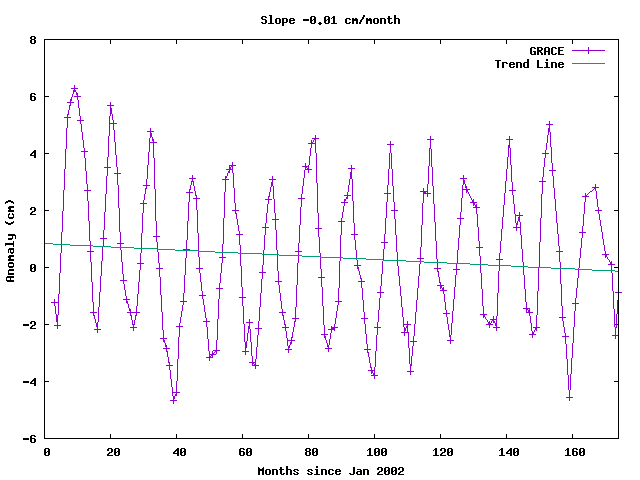 Slope -0.01 cm/month
GRACE
Trend Line
8
6
4
2
0
-2
-4
-6
Anomaly (cm)
0 20 40 60 80 100 120 140 160
Months since Jan 2002